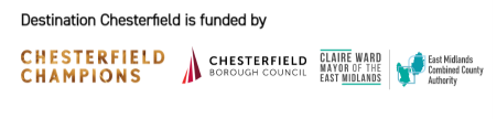 Destination Chesterfield is funded by
CHESTERFIELD
CHAMPIONS
CHESTERFIELD
BOROUGH COUNCIL
CLAIRE WARD
MAYOR OF THE
EAST MIDLANDS
East Midlands
Combined County
Authority